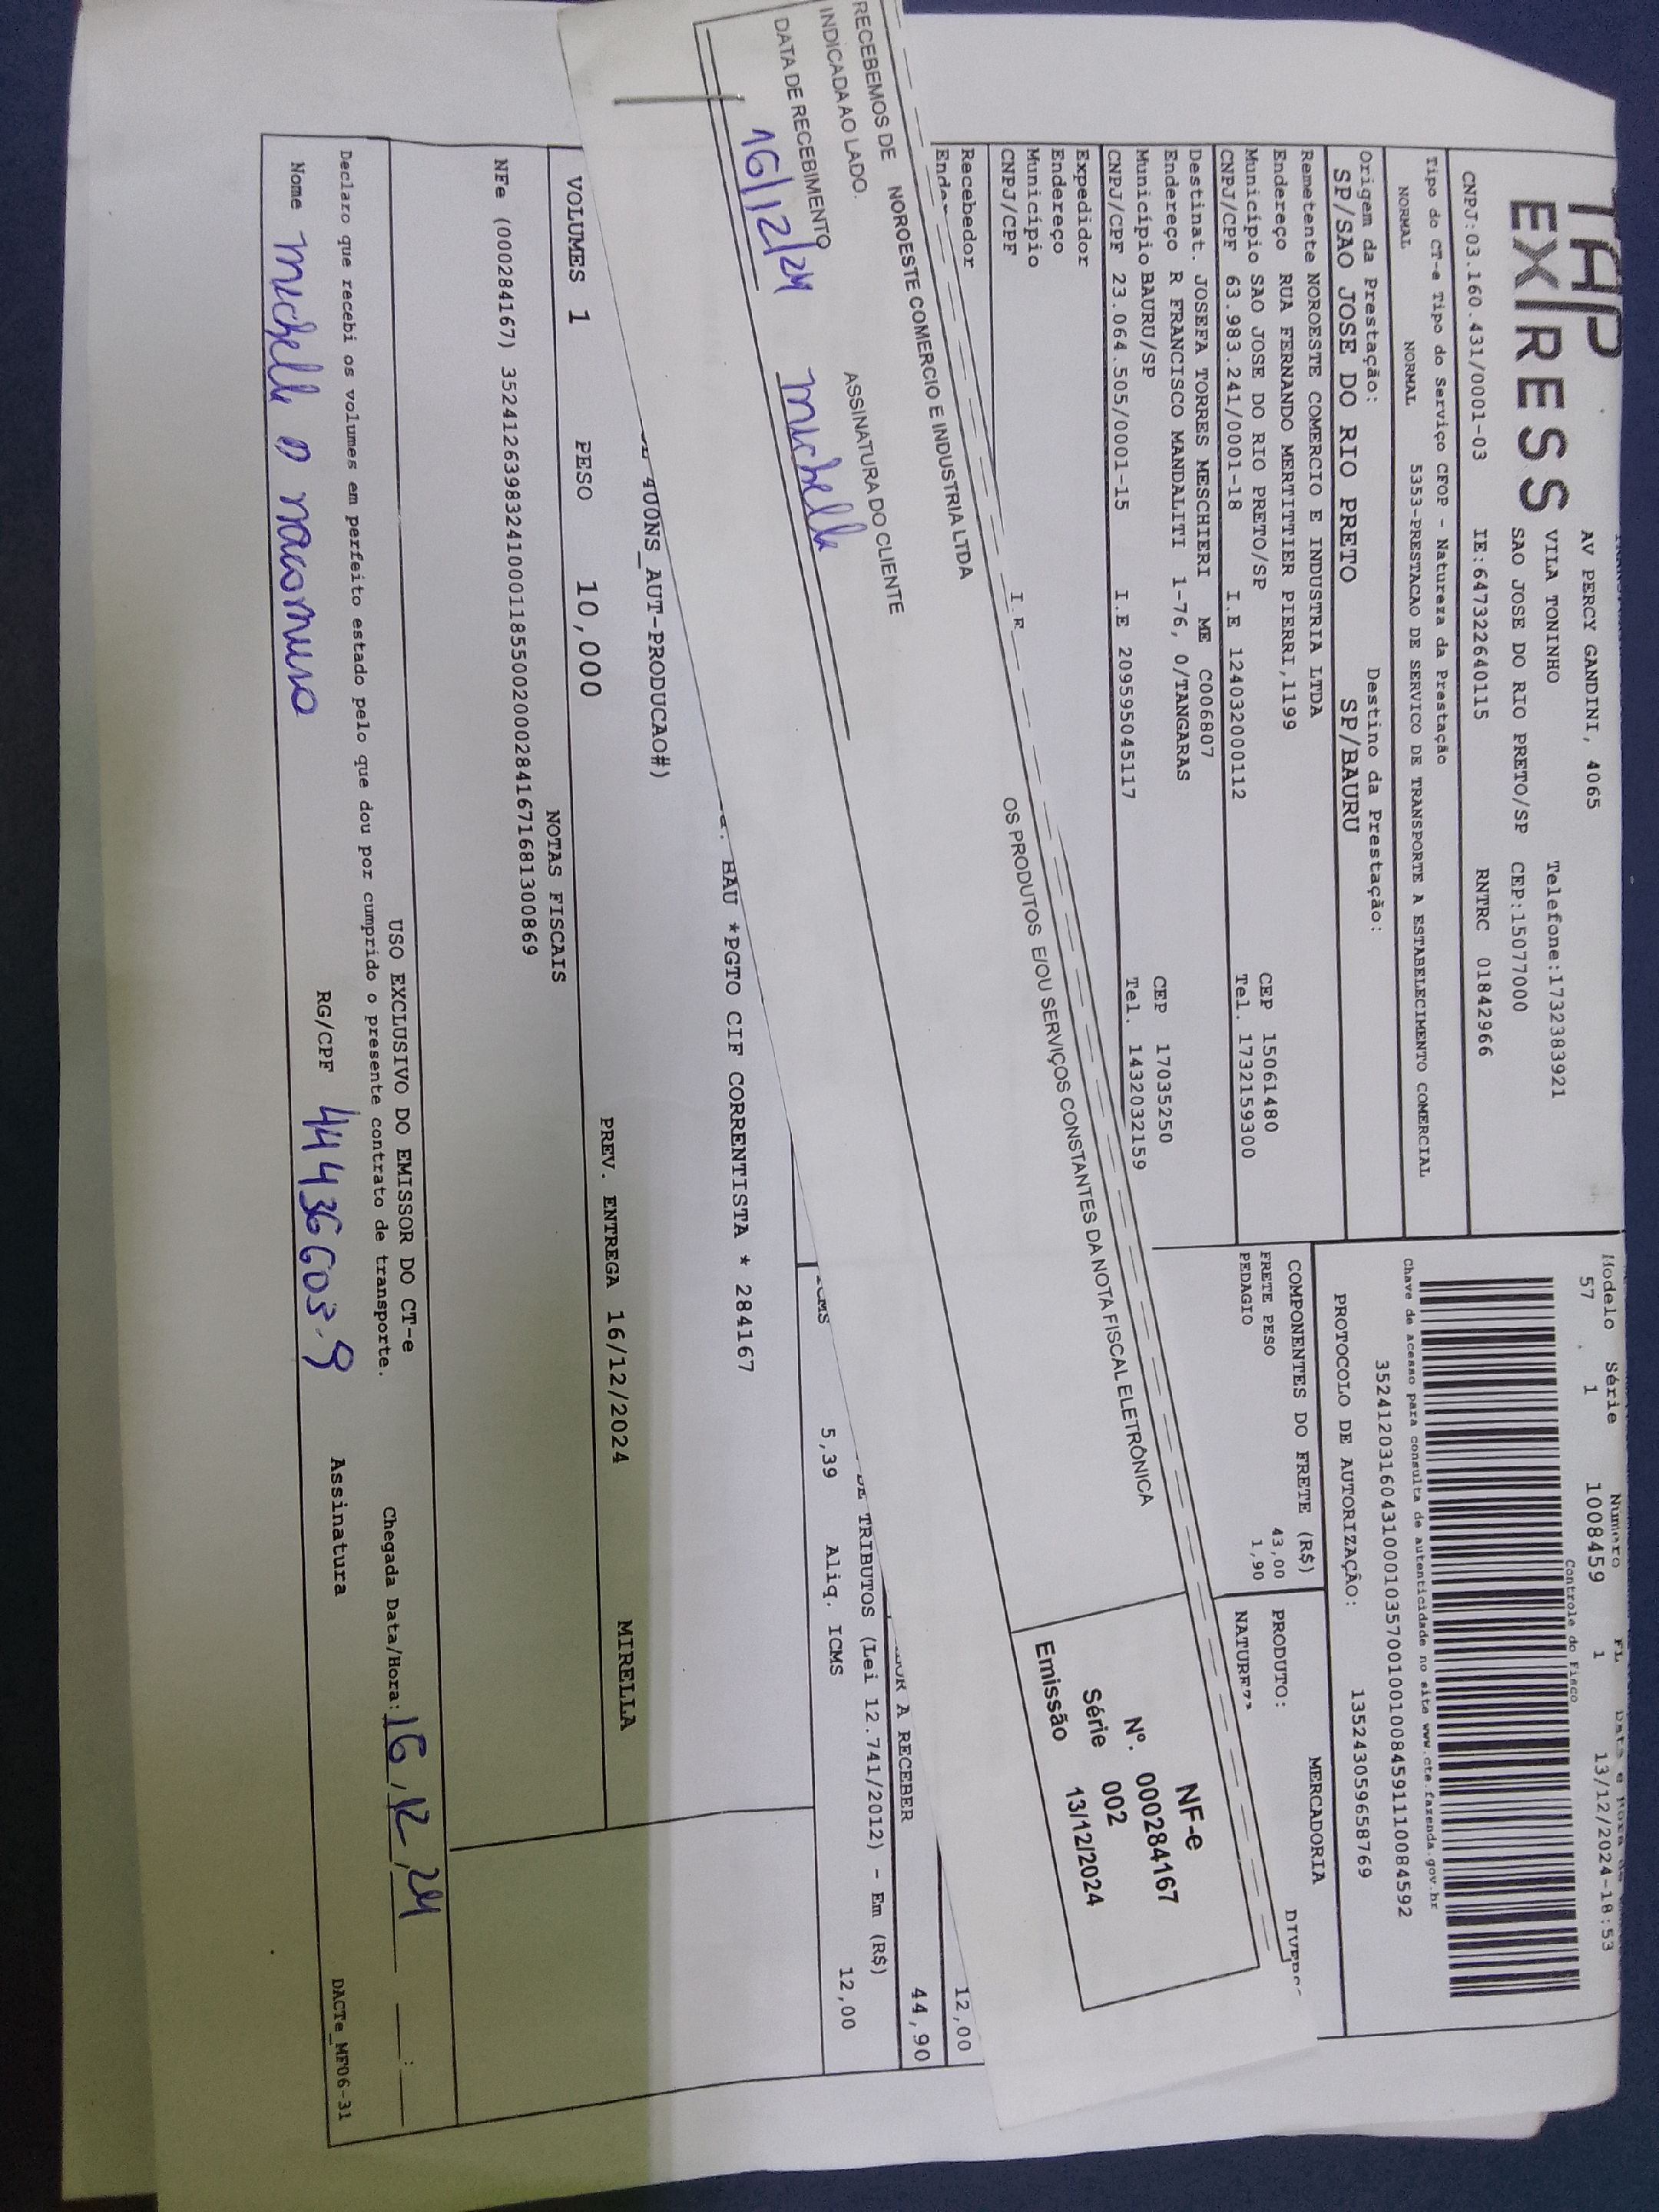 TAP
EXPRESS
AV PERCY GANDINI, 4065
VILA TONINHO Telefone:1732383921
SAO JOSE DO RIO PRETO/SP CEP:15077000
CNPJ:03.160.431/0001-03 IE:647322640115 RNTRC 01842966
Tipo do CT-e Tipo do Serviço CFOP - Natureza da Prestação
NORMAL NORMAL 5353-PRESTACAO DE SERVICO DE TRANSPORTE A ESTABELECIMENTO COMERCIAL
Origem da Prestação: Destino da Prestação:
SP/SAO JOSE DO RIO PRETO SP/BAURU
Modelo Série Número FL
57 1 1008459 1 13/12/2024-18:53
Controle do Fisco
Chave de acesso para consulta de autenticidade no site www.cte.fazenda.gov.br
35241203160431000103570010010084591110084592
PROTOCOLO DE AUTORIZAÇÃO: 135243059658769
Remetente NOROESTE COMERCIO E INDUSTRIA LTDA
Endereço RUA FERNANDO MERTITTIER PIERRI,1199
Município SAO JOSE DO RIO PRETO/SP CEP 15061480
CNPJ/CPF 63.983.241/0001-18 I.E 124032000112 Tel. 1732159300
Destinat. JOSEFA TORRES MESCHIERI ME C006807
Endereço R FRANCISCO MANDALITI 1-76, 0/TANGARAS
Município BAURU/SP CEP 17035250
CNPJ/CPF 23.064.505/0001-15 I.E 209595045117 Tel. 1432032159
Expedidor
Endereço
Município
CNPJ/CPF I.E
Recebedor
COMPONENTES DO FRETE (R$) MERCADORIA
FRETE PESO 43,00 PRODUTO:
PEDAGIO 1,90
RECEBEMOS DE NOROESTE COMERCIO E INDUSTRIA LTDA OS PRODUTOS E/OU SERVIÇOS CONSTANTES DA NOTA FISCAL ELETRÔNICA
INDICADA AO LADO.
DATA DE RECEBIMENTO ASSINATURA DO CLIENTE
16/12/24 Michelle
NF-e
Nº. 000284167
Série 002
Emissão 13/12/2024
12,00
A RECEBER 44,90
DE TRIBUTOS (Lei 12.741/2012) - Em (R$)
ICMS 5,39 Aliq. ICMS 12,00
BAU *PGTO CIF CORRENTISTA * 284167
400NS_AUT-PRODUCAO#)
VOLUMES 1 PESO 10,000 PREV. ENTREGA 16/12/2024 MIRELLA
NOTAS FISCAIS
NFe (000284167) 35241263983241000118550020002841671681300869
USO EXCLUSIVO DO EMISSOR DO CT-e
Declaro que recebi os volumes em perfeito estado pelo que dou por cumprido o presente contrato de transporte. Chegada Data/Hora: 16/12/24 __:__
Nome Michelle RG/CPF 44436603-9 Assinatura
DACTe_MF06-31